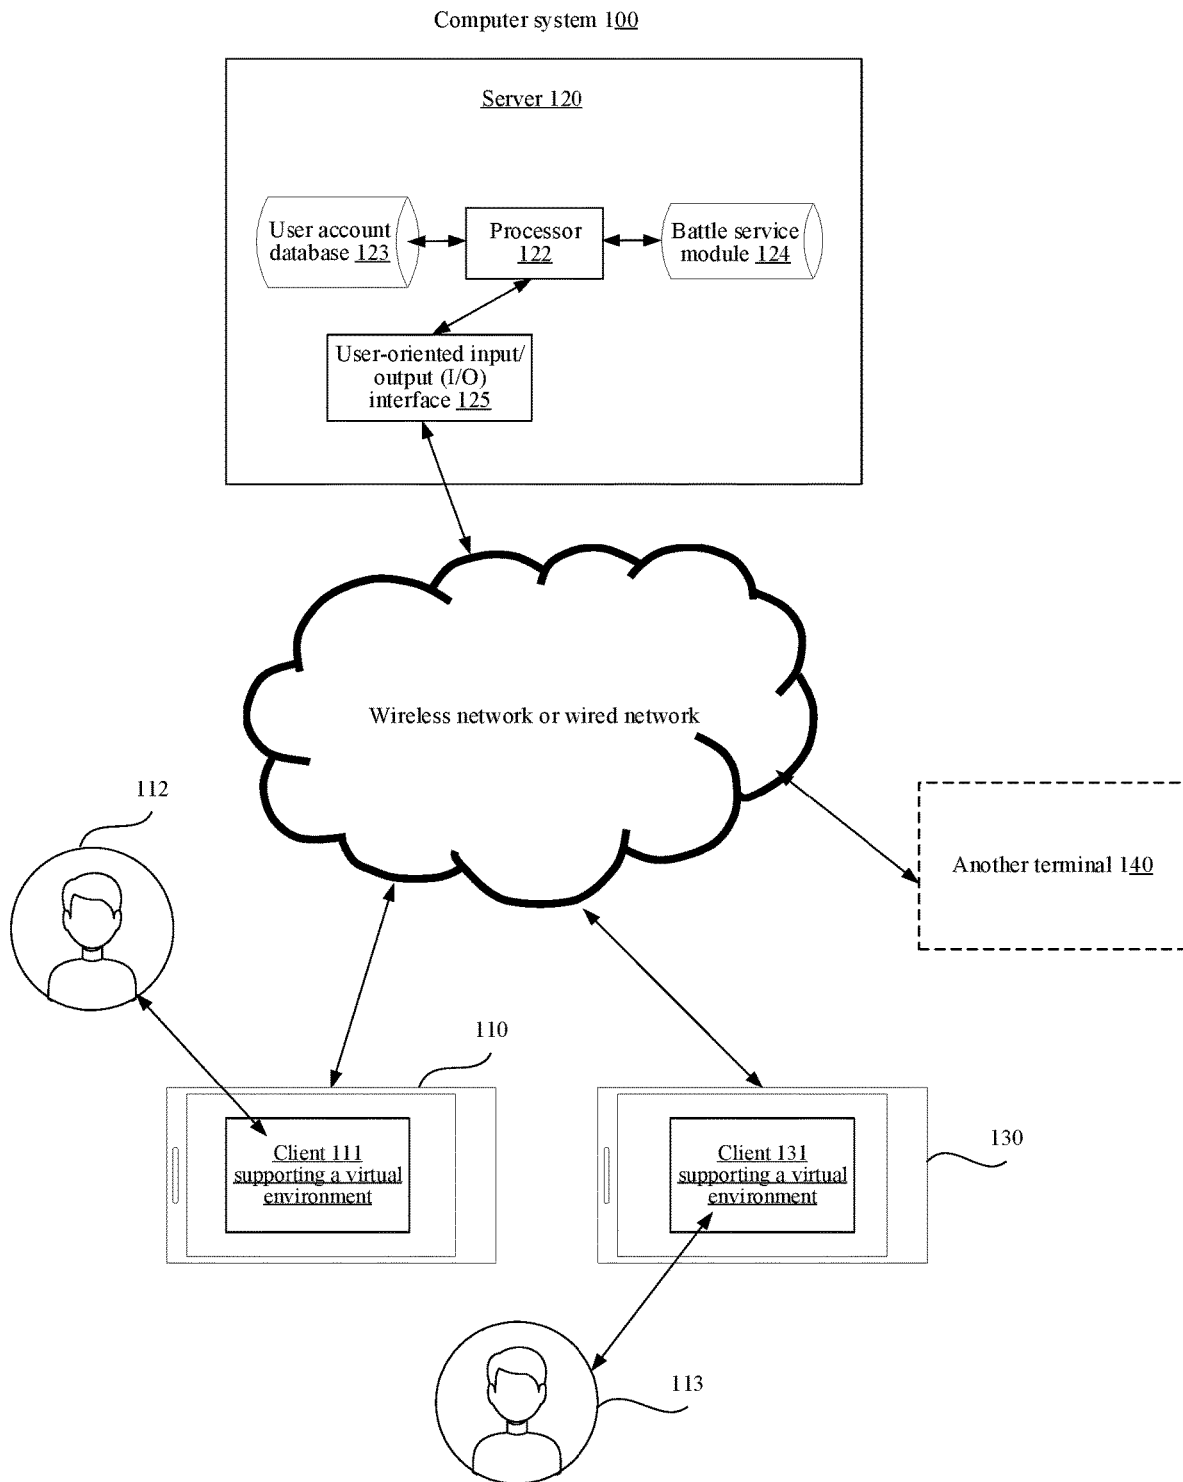 Computer system 100
Server 120
User account
database 123
Processor
122
Battle service
module 124
User-oriented input/
output (I/O)
interface 125
Wireless network or wired network
112
Another terminal 140
110
Client 111
supporting a virtual
environment
130
Client 131
supporting a virtual
environment
113